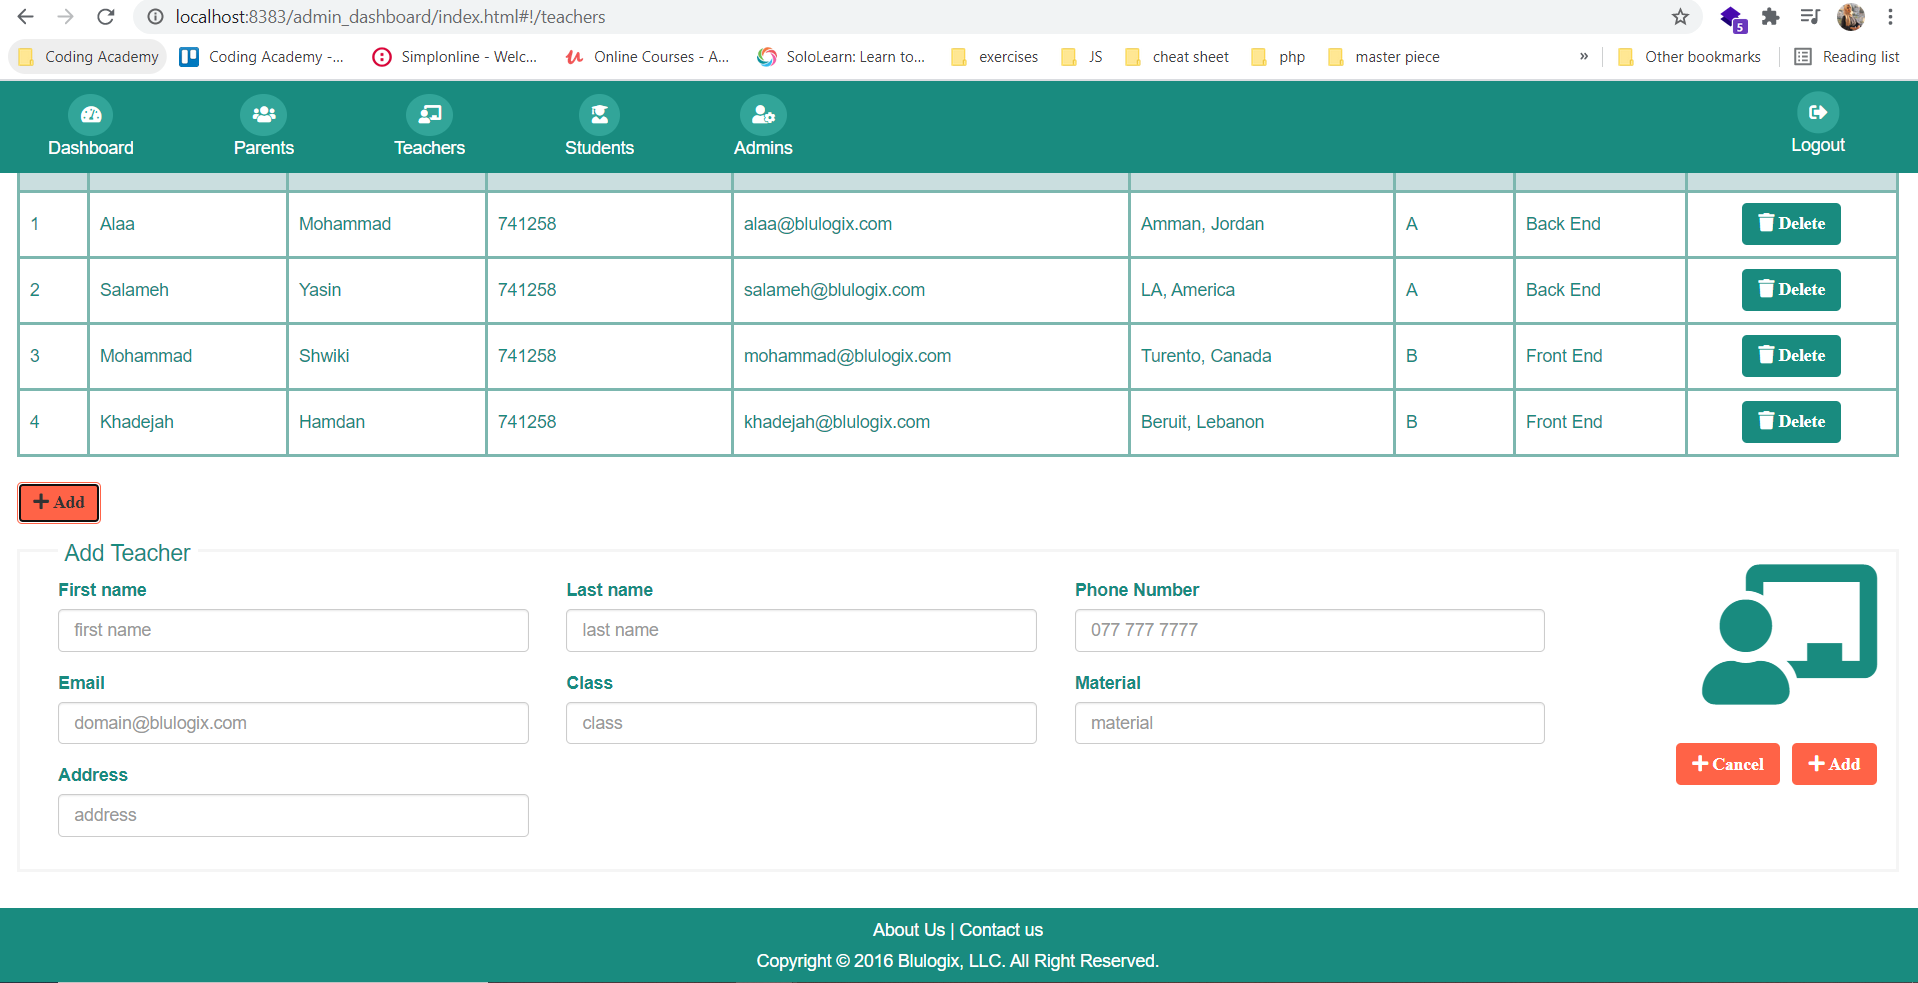 localhost:8383/admin_dashboard/index.html#!/teachers
5
Coding Academy Coding Academy -... Simplonline - Welc... Online Courses - A... SoloLearn: Learn to... exercises JS cheat sheet php master piece » Other bookmarks Reading list
Dashboard Parents Teachers Students Admins Logout
1 Alaa Mohammad 741258 alaa@blulogix.com Amman, Jordan A Back End Delete
2 Salameh Yasin 741258 salameh@blulogix.com LA, America A Back End Delete
3 Mohammad Shwiki 741258 mohammad@blulogix.com Turento, Canada B Front End Delete
4 Khadejah Hamdan 741258 khadejah@blulogix.com Beruit, Lebanon B Front End Delete
+ Add
Add Teacher
First name Last name Phone Number
first name last name 077 777 7777
Email Class Material
domain@blulogix.com class material
+ Cancel + Add
Address
address
About Us | Contact us
Copyright © 2016 Blulogix, LLC. All Right Reserved.